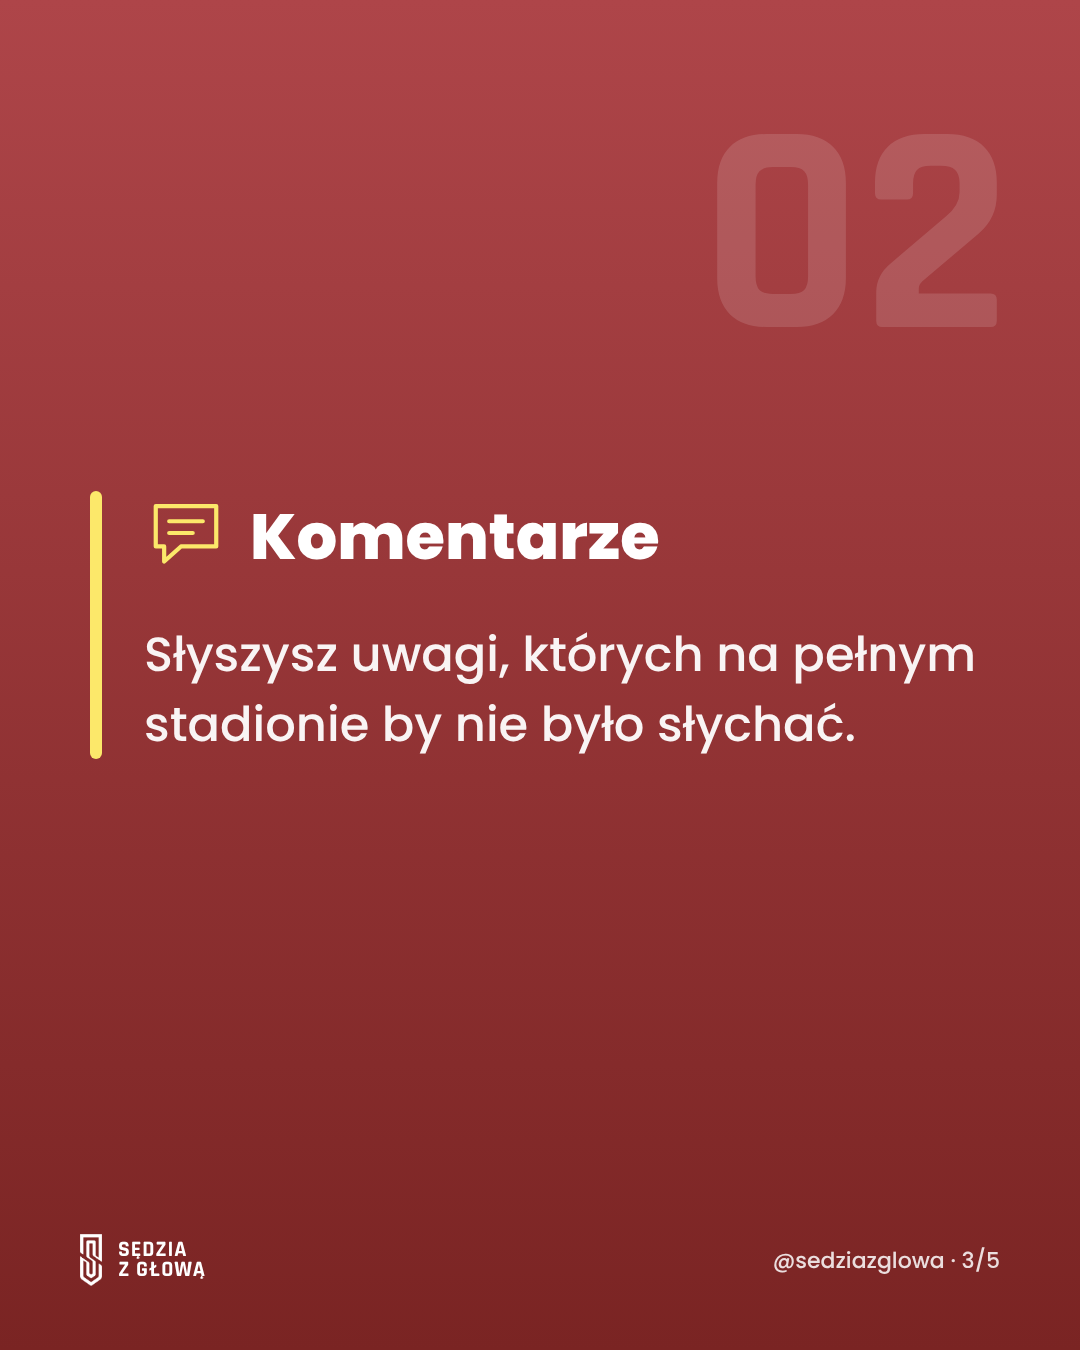 02
Komentarze
Słyszysz uwagi, których na pełnym
stadionie by nie było słychać.
SĘDZIA
Z GŁOWĄ
@sedziazglowa · 3/5